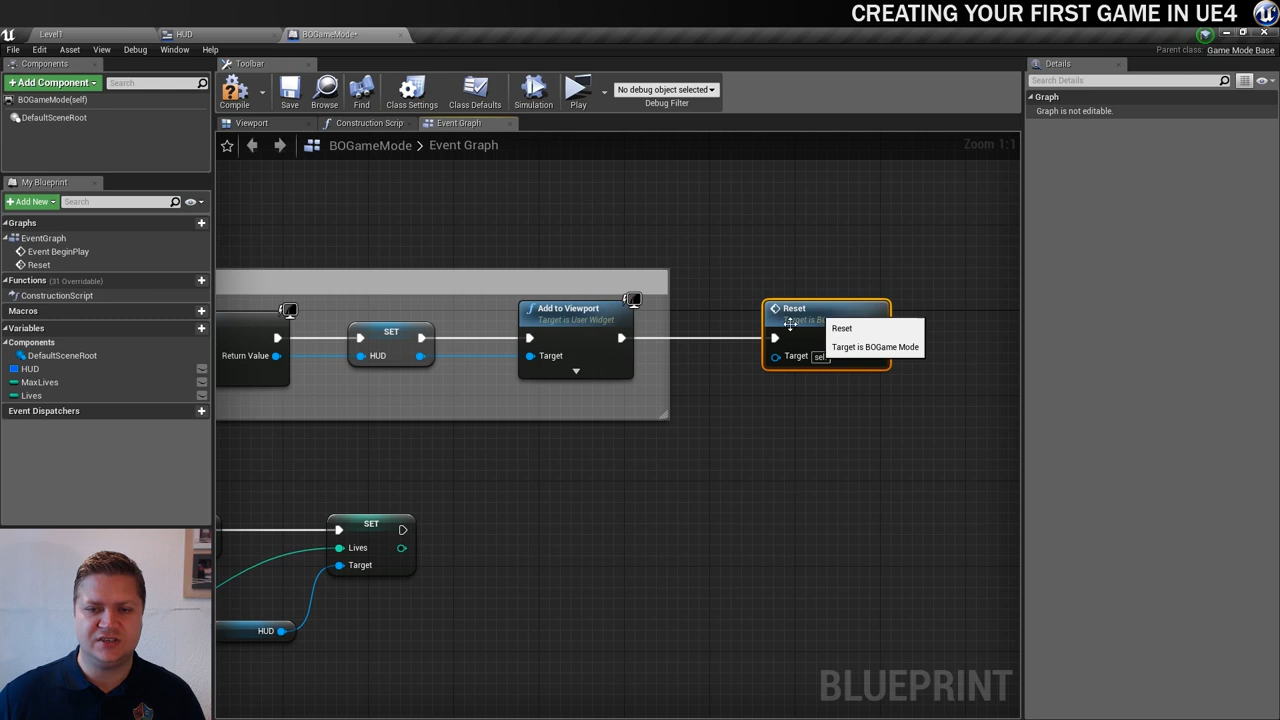 CREATING YOUR FIRST GAME IN UE4
Level1
HUD
BOGameMode*
File Edit Asset View Debug Window Help
Parent class: Game Mode Base
Components
Toolbar
Details
+Add Component
Search
Search Details
BOGameMode(self)
DefaultSceneRoot
Compile
Save
Browse
Find
Class Settings
Class Defaults
Simulation
Play
No debug object selected
Debug Filter
Graph
Graph is not editable.
Viewport
Construction Scrip
Event Graph
BOGameMode > Event Graph
Zoom 1:1
My Blueprint
+Add New
Search
Graphs
EventGraph
Event BeginPlay
Reset
Functions (31 Overridable)
ConstructionScript
Macros
Variables
Components
DefaultSceneRoot
HUD
MaxLives
Lives
Event Dispatchers
Return Value
SET
HUD
Add to Viewport
Target is User Widget
Target
Reset
Target is BO
Target self
Reset
Target is BOGame Mode
SET
Lives
Target
HUD
BLUEPRINT